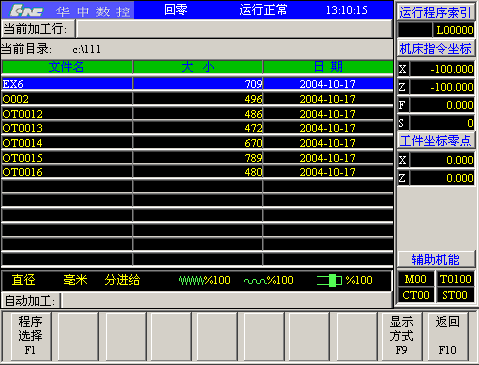 华中数控 回零 运行正常 13:10:15
当前加工行:
当前目录: c:\111
文件名 大 小 日 期
EX6 709 2004-10-17
O002 496 2004-10-17
OT0012 486 2004-10-17
OT0013 472 2004-10-17
OT0014 670 2004-10-17
OT0015 789 2004-10-17
OT0016 480 2004-10-17
直径 毫米 分进给 %100 %100 %100
自动加工:
运行程序索引
L00000
机床指令坐标
X -100.000
Z -100.000
F 0.000
S 0
工件坐标零点
X 0.000
Z 0.000
辅助机能
M00 T0100
CT00 ST00
程序
选择
F1
显示
方式
F9
返回
F10